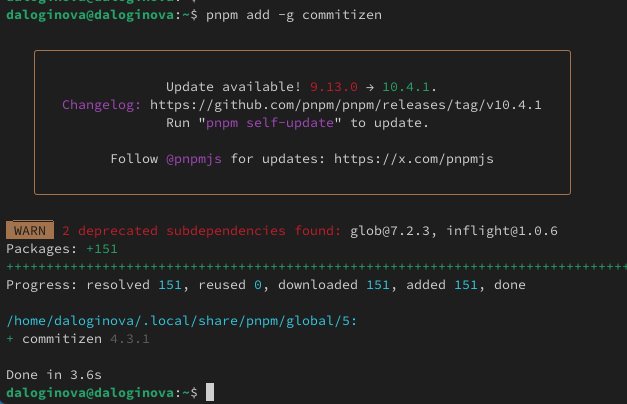 daloginova@daloginova:~$ pnpm add -g commitizen
Update available! 9.13.0 → 10.4.1.
Changelog: https://github.com/pnpm/pnpm/releases/tag/v10.4.1
Run "pnpm self-update" to update.
Follow @pnpmjs for updates: https://x.com/pnpmjs
WARN 2 deprecated subdependencies found: glob@7.2.3, inflight@1.0.6
Packages: +151
++++++++++++++++++++++++++++++++++++++++++++++++++++++++++++++++++++++++++++++
Progress: resolved 151, reused 0, downloaded 151, added 151, done
/home/daloginova/.local/share/pnpm/global/5:
+ commitizen 4.3.1
Done in 3.6s
daloginova@daloginova:~$